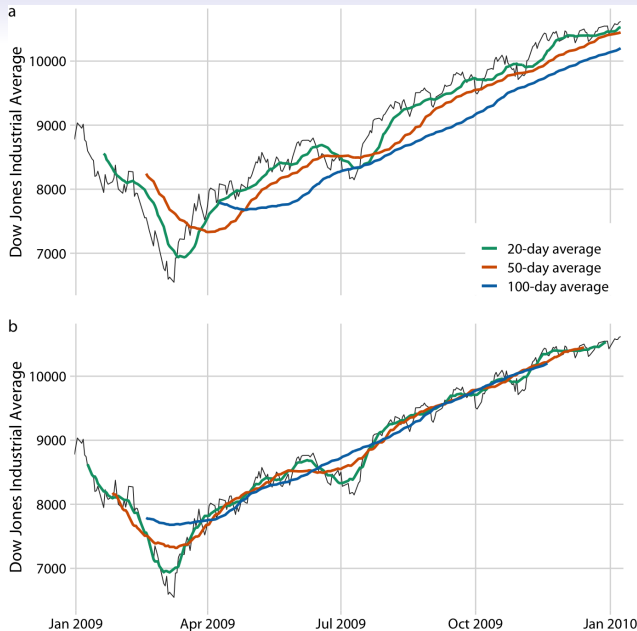 a
Dow Jones Industrial Average
10000
9000
8000
7000
20-day average
50-day average
100-day average
b
Dow Jones Industrial Average
10000
9000
8000
7000
Jan 2009 Apr 2009 Jul 2009 Oct 2009 Jan 2010